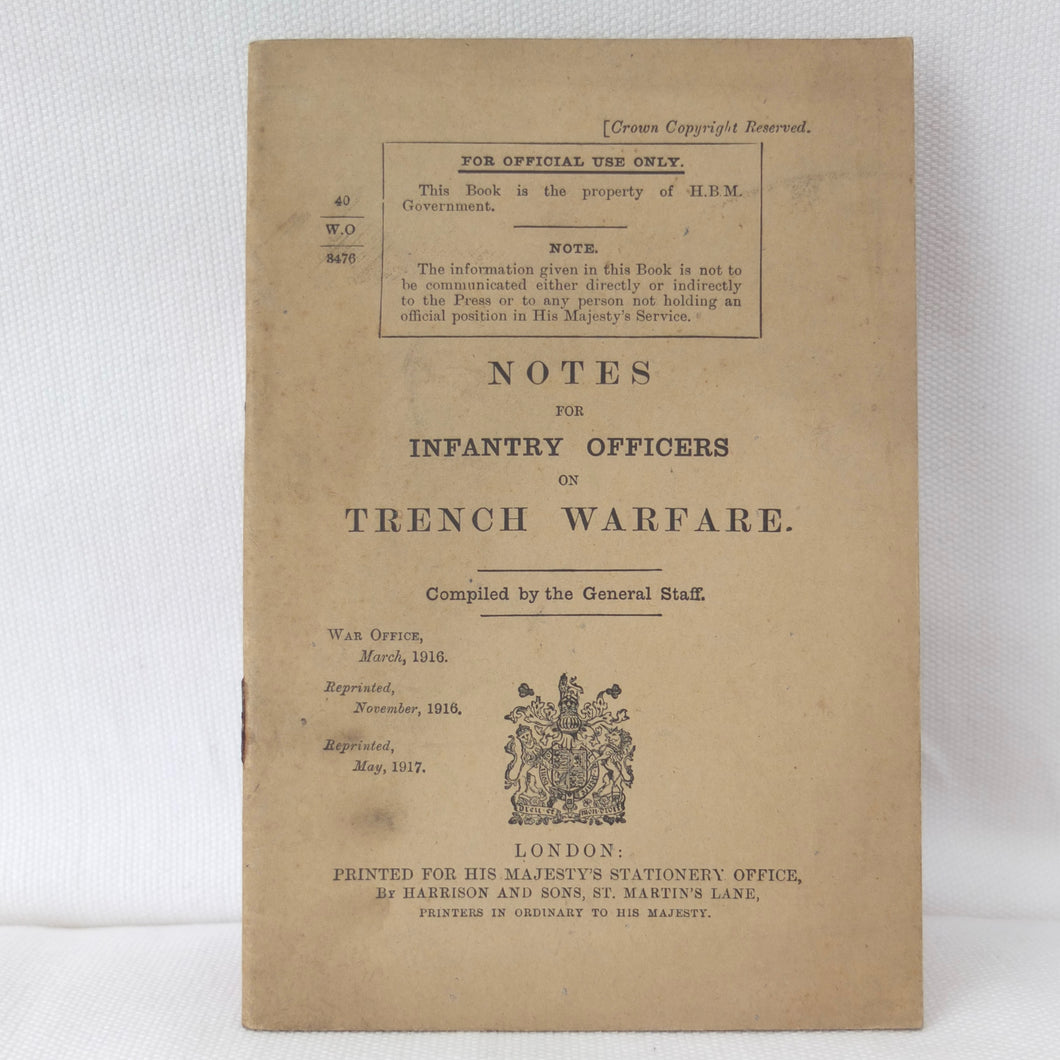 [Crown Copyright Reserved.
FOR OFFICIAL USE ONLY.
This Book is the property of H.B.M.
Government.
40
W.O
3476
NOTE.
The information given in this Book is not to
be communicated either directly or indirectly
to the Press or to any person not holding an
official position in His Majesty's Service.
NOTES
FOR
INFANTRY OFFICERS
ON
TRENCH WARFARE.
Compiled by the General Staff.
WAR OFFICE,
March, 1916.
Reprinted,
November, 1916.
Reprinted,
May, 1917.
DIEU ET MON DROIT
LONDON:
PRINTED FOR HIS MAJESTY'S STATIONERY OFFICE,
By HARRISON AND SONS, ST. MARTIN'S LANE,
PRINTERS IN ORDINARY TO HIS MAJESTY.